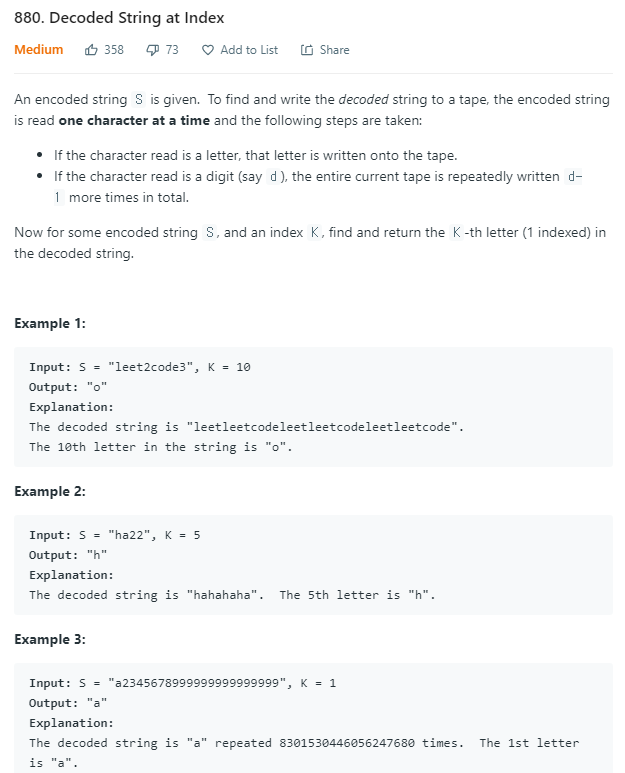 880. Decoded String at Index
Medium 358 73 Add to List Share
An encoded string S is given. To find and write the decoded string to a tape, the encoded string
is read one character at a time and the following steps are taken:
• If the character read is a letter, that letter is written onto the tape.
• If the character read is a digit (say d), the entire current tape is repeatedly written d-
1 more times in total.
Now for some encoded string S, and an index K, find and return the K-th letter (1 indexed) in
the decoded string.
Example 1:
Input: S = "leet2code3", K = 10
Output: "o"
Explanation:
The decoded string is "leetleetcodeleetleetcodeleetleetcode".
The 10th letter in the string is "o".
Example 2:
Input: S = "ha22", K = 5
Output: "h"
Explanation:
The decoded string is "hahahaha". The 5th letter is "h".
Example 3:
Input: S = "a2345678999999999999999", K = 1
Output: "a"
Explanation:
The decoded string is "a" repeated 8301530446056247680 times. The 1st letter
is "a".